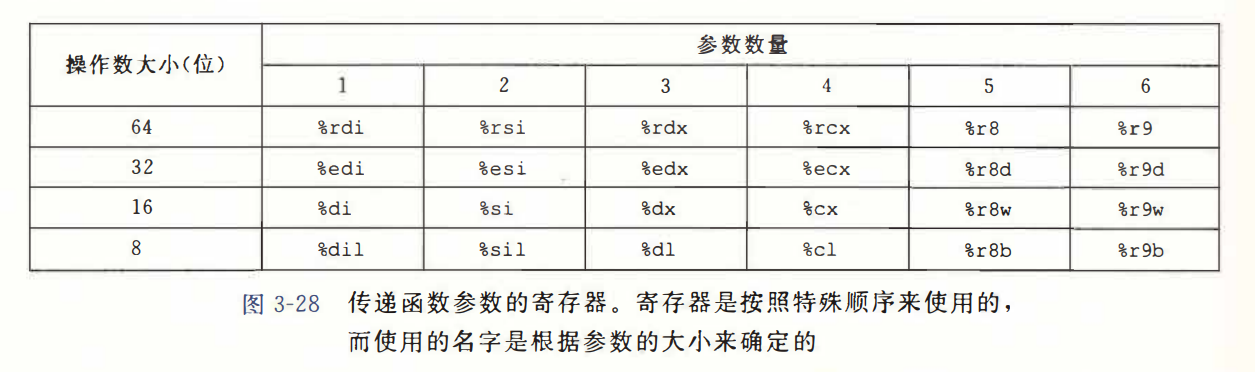 操作数大小(位) 参数数量
1 2 3 4 5 6
64 %rdi %rsi %rdx %rcx %r8 %r9
32 %edi %esi %edx %ecx %r8d %r9d
16 %di %si %dx %cx %r8w %r9w
8 %dil %sil %dl %cl %r8b %r9b
图 3-28 传递函数参数的寄存器。寄存器是按照特殊顺序来使用的，
而使用的名字是根据参数的大小来确定的